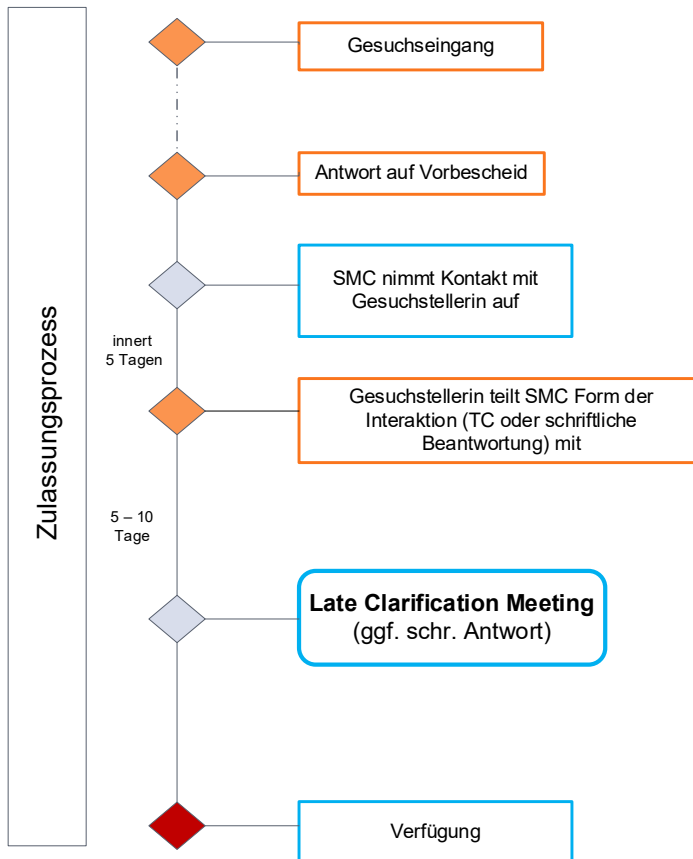 Zulassungsprozess
Gesuchseingang
Antwort auf Vorbescheid
SMC nimmt Kontakt mit
Gesuchstellerin auf
innert
5 Tagen
Gesuchstellerin teilt SMC Form der
Interaktion (TC oder schriftliche
Beantwortung) mit
5 – 10
Tage
Late Clarification Meeting
(ggf. schr. Antwort)
Verfügung